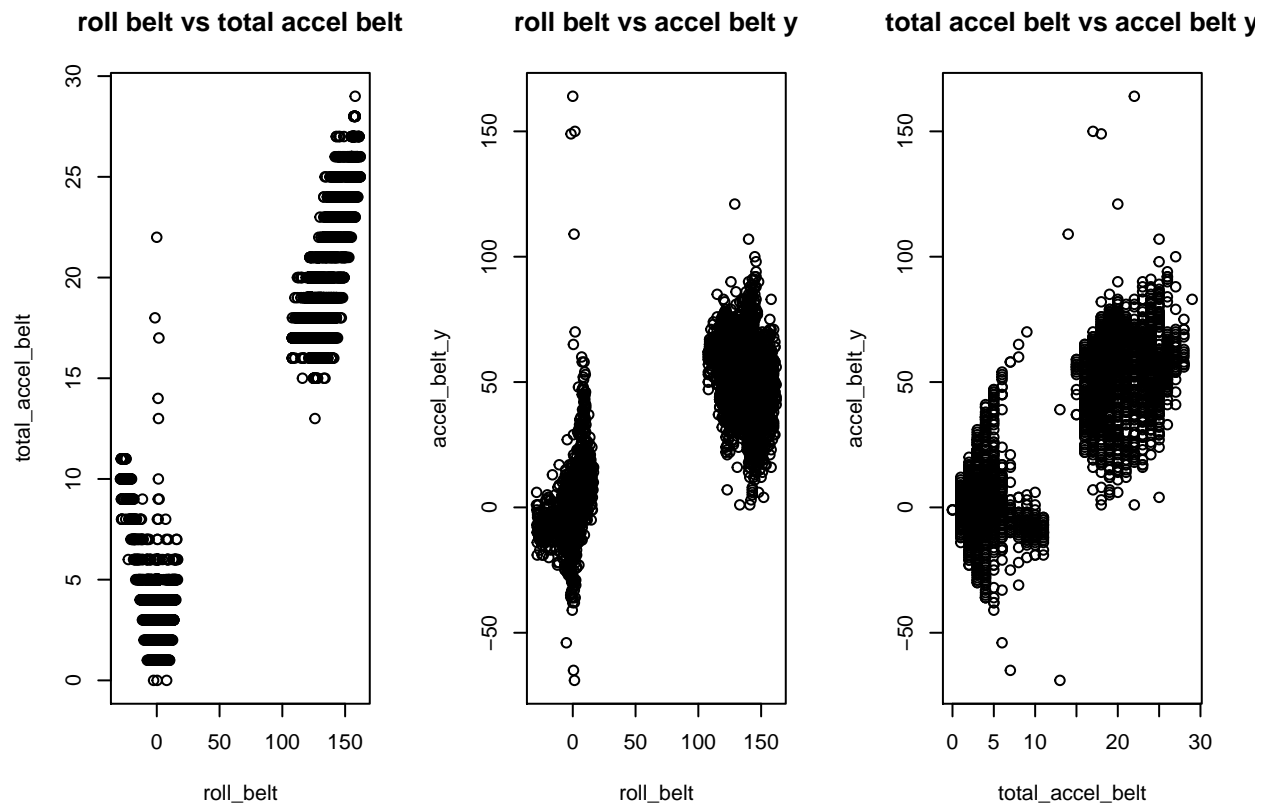 roll belt vs total accel belt
total_accel_belt
30
25
20
15
10
5
0
0 50 100 150
roll_belt
roll belt vs accel belt y
accel_belt_y
150
100
50
0
−50
0 50 100 150
roll_belt
total accel belt vs accel belt y
accel_belt_y
150
100
50
0
−50
0 5 10 20 30
total_accel_belt